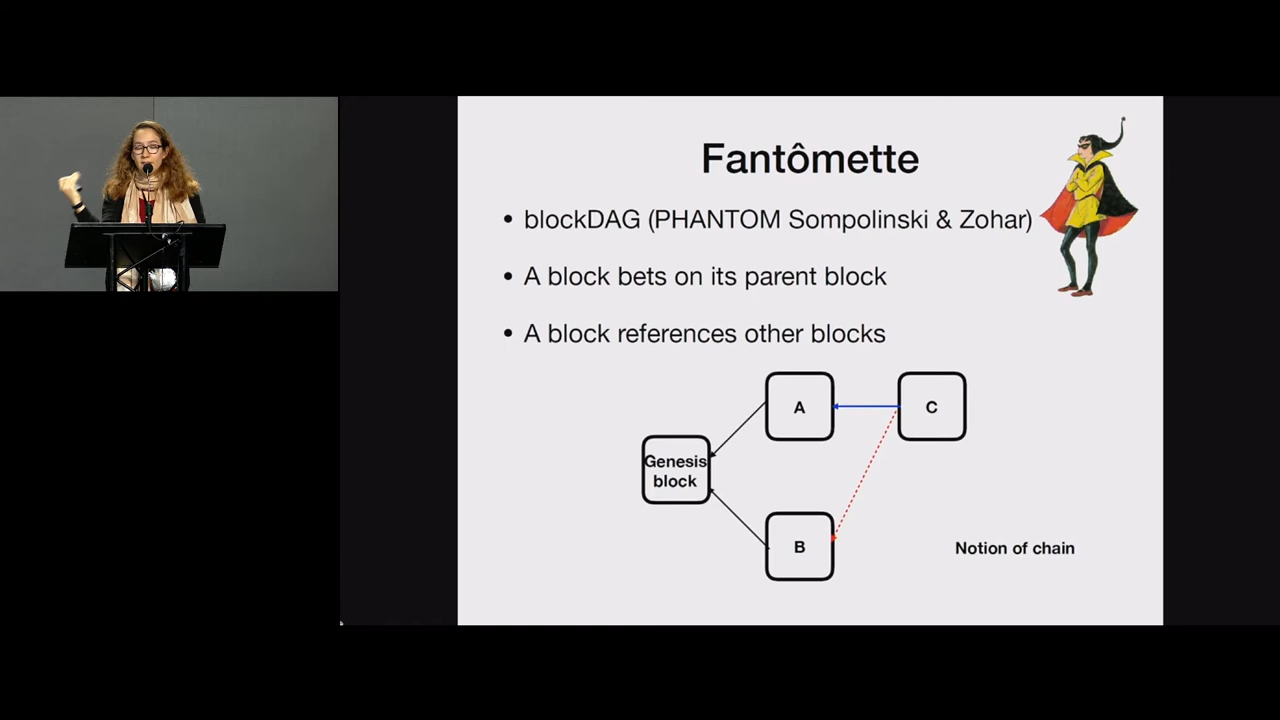 Fantômette
• blockDAG (PHANTOM Sompolinski & Zohar)
• A block bets on its parent block
• A block references other blocks
A
C
Genesis
block
B
Notion of chain